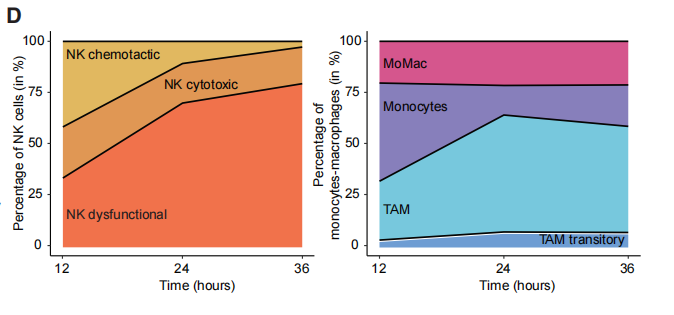 D
Percentage of NK cells (in %)
100
75
50
25
0
NK chemotactic
NK cytotoxic
NK dysfunctional
12
24
36
Time (hours)
Percentage of
monocytes-macrophages (in %)
100
75
50
25
0
MoMac
Monocytes
TAM
TAM transitory
12
24
36
Time (hours)